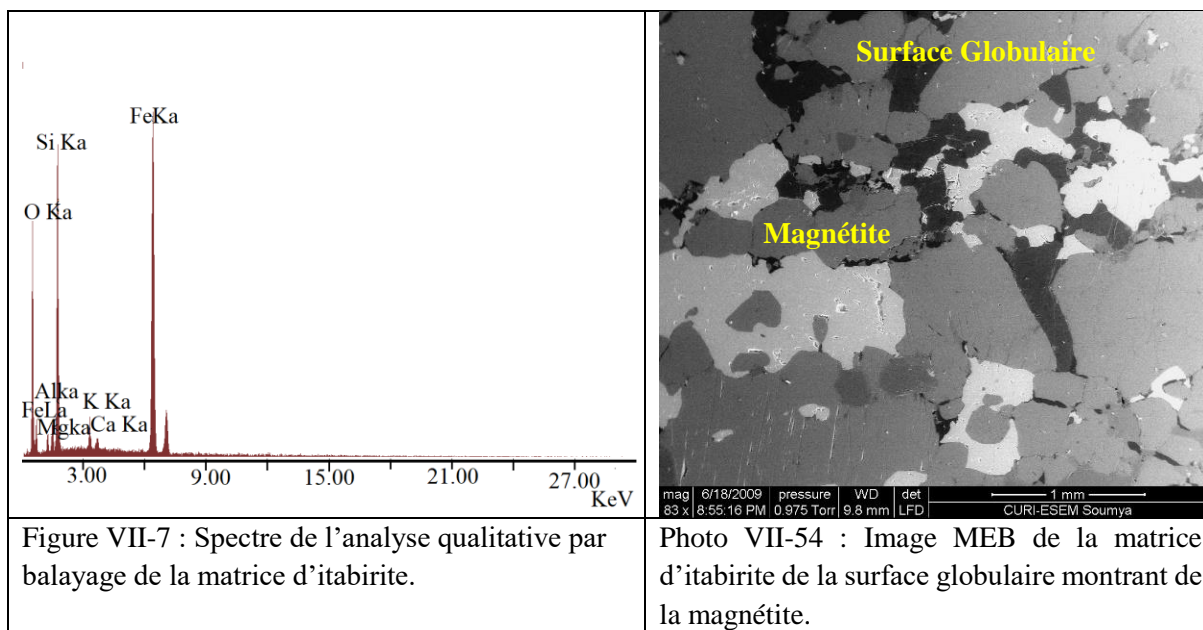 FeKa
Si Ka
O Ka
Alka
K Ka
FeLa
Mgka
Ca Ka
3.00 9.00 15.00 21.00 27.00
KeV
Surface Globulaire
Magnétite
mag 6/18/2009 pressure WD det 1 mm
83 x 8:55:16 PM 0.975 Torr 9.8 mm LFD CURI-ESEM Soumya
Figure VII-7 : Spectre de l’analyse qualitative par
balayage de la matrice d’itabirite.
Photo VII-54 : Image MEB de la matrice
d’itabirite de la surface globulaire montrant de
la magnétite.